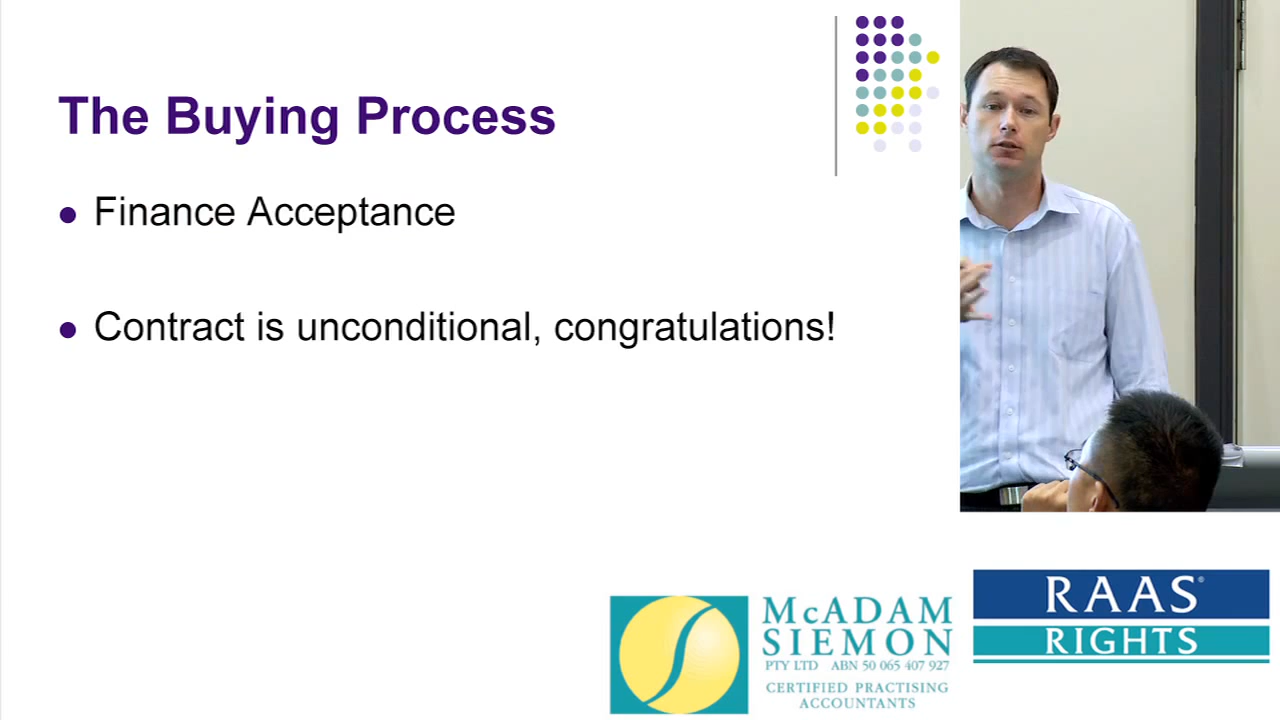 The Buying Process
Finance Acceptance
Contract is unconditional, congratulations!
McADAM
SIEMON
PTY LTD ABN 50 065 407 927
CERTIFIED PRACTISING
ACCOUNTANTS
RAAS®
RIGHTS